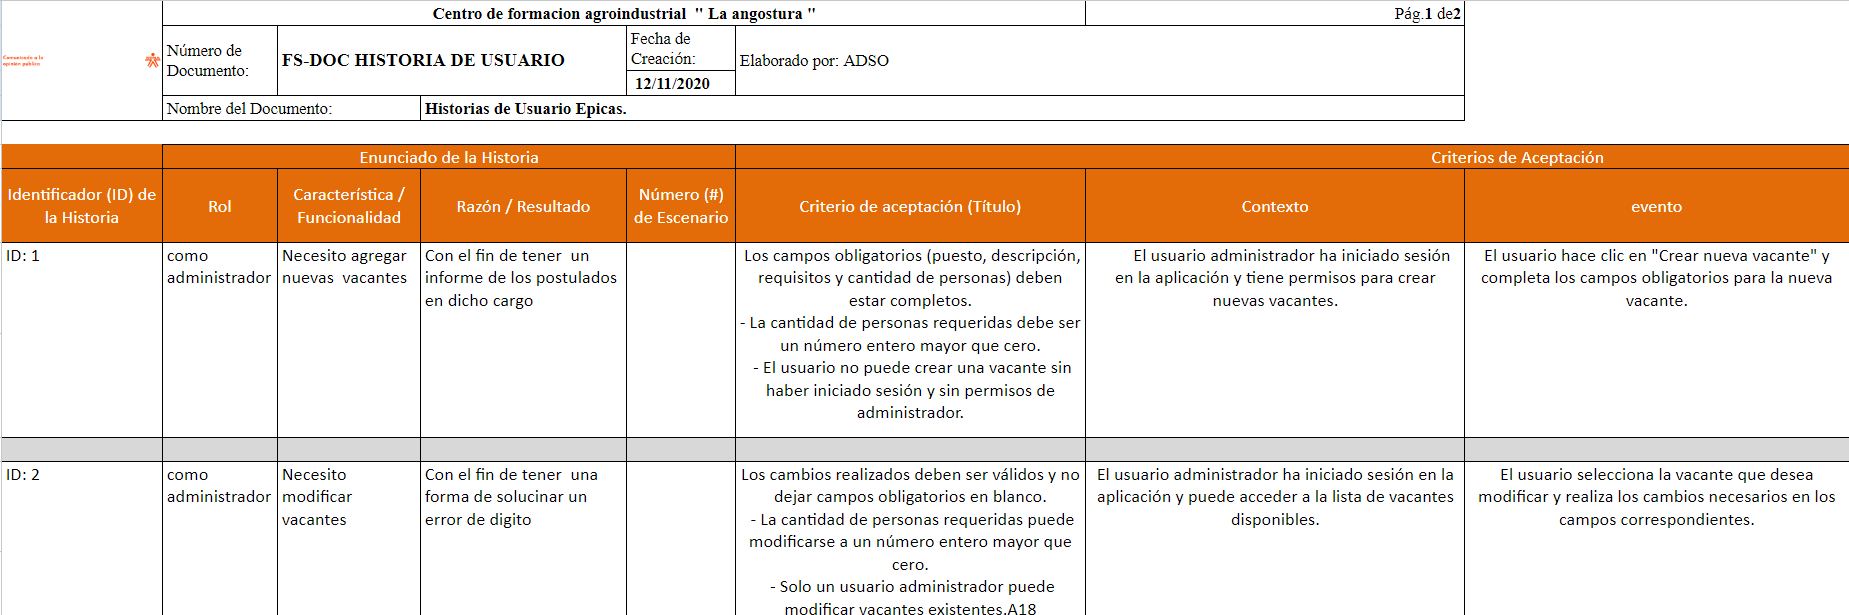 Centro de formacion agroindustrial " La angostura "
Pág.1 de2
Comunicado a la
opinión pública
Número de
Documento:
FS-DOC HISTORIA DE USUARIO
Fecha de
Creación:
12/11/2020
Elaborado por: ADSO
Nombre del Documento:
Historias de Usuario Epicas.
Enunciado de la Historia
Criterios de Aceptación
Identificador (ID) de
la Historia
Rol
Característica /
Funcionalidad
Razón / Resultado
Número (#)
de Escenario
Criterio de aceptación (Título)
Contexto
evento
ID: 1
como
administrador
Necesito agregar
nuevas vacantes
Con el fin de tener un
informe de los postulados
en dicho cargo
Los campos obligatorios (puesto, descripción,
requisitos y cantidad de personas) deben
estar completos.
- La cantidad de personas requeridas debe ser
un número entero mayor que cero.
- El usuario no puede crear una vacante sin
haber iniciado sesión y sin permisos de
administrador.
El usuario administrador ha iniciado sesión
en la aplicación y tiene permisos para crear
nuevas vacantes.
El usuario hace clic en "Crear nueva vacante" y
completa los campos obligatorios para la nueva
vacante.
ID: 2
como
administrador
Necesito
modificar
vacantes
Con el fin de tener una
forma de solucinar un
error de digito
Los cambios realizados deben ser válidos y no
dejar campos obligatorios en blanco.
- La cantidad de personas requeridas puede
modificarse a un número entero mayor que
cero.
- Solo un usuario administrador puede
modificar vacantes existentes.A18
El usuario administrador ha iniciado sesión en la
aplicación y puede acceder a la lista de vacantes
disponibles.
El usuario selecciona la vacante que desea
modificar y realiza los cambios necesarios en los
campos correspondientes.